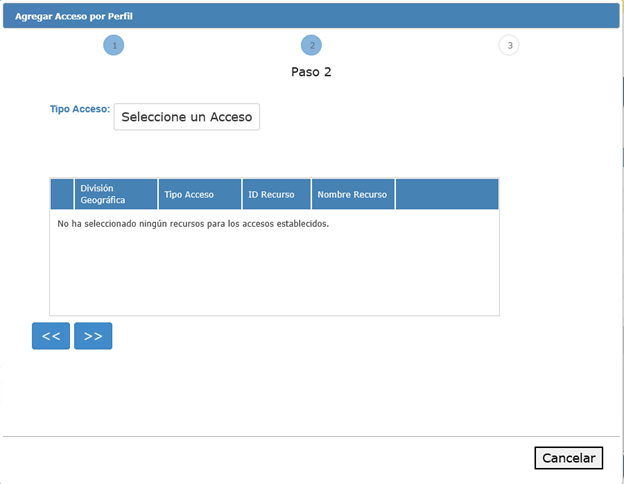 Agregar Acceso por Perfil
1 2 3
Paso 2
Tipo Acceso: Seleccione un Acceso
División Geográfica Tipo Acceso ID Recurso Nombre Recurso
No ha seleccionado ningún recursos para los accesos establecidos.
<< >>
Cancelar